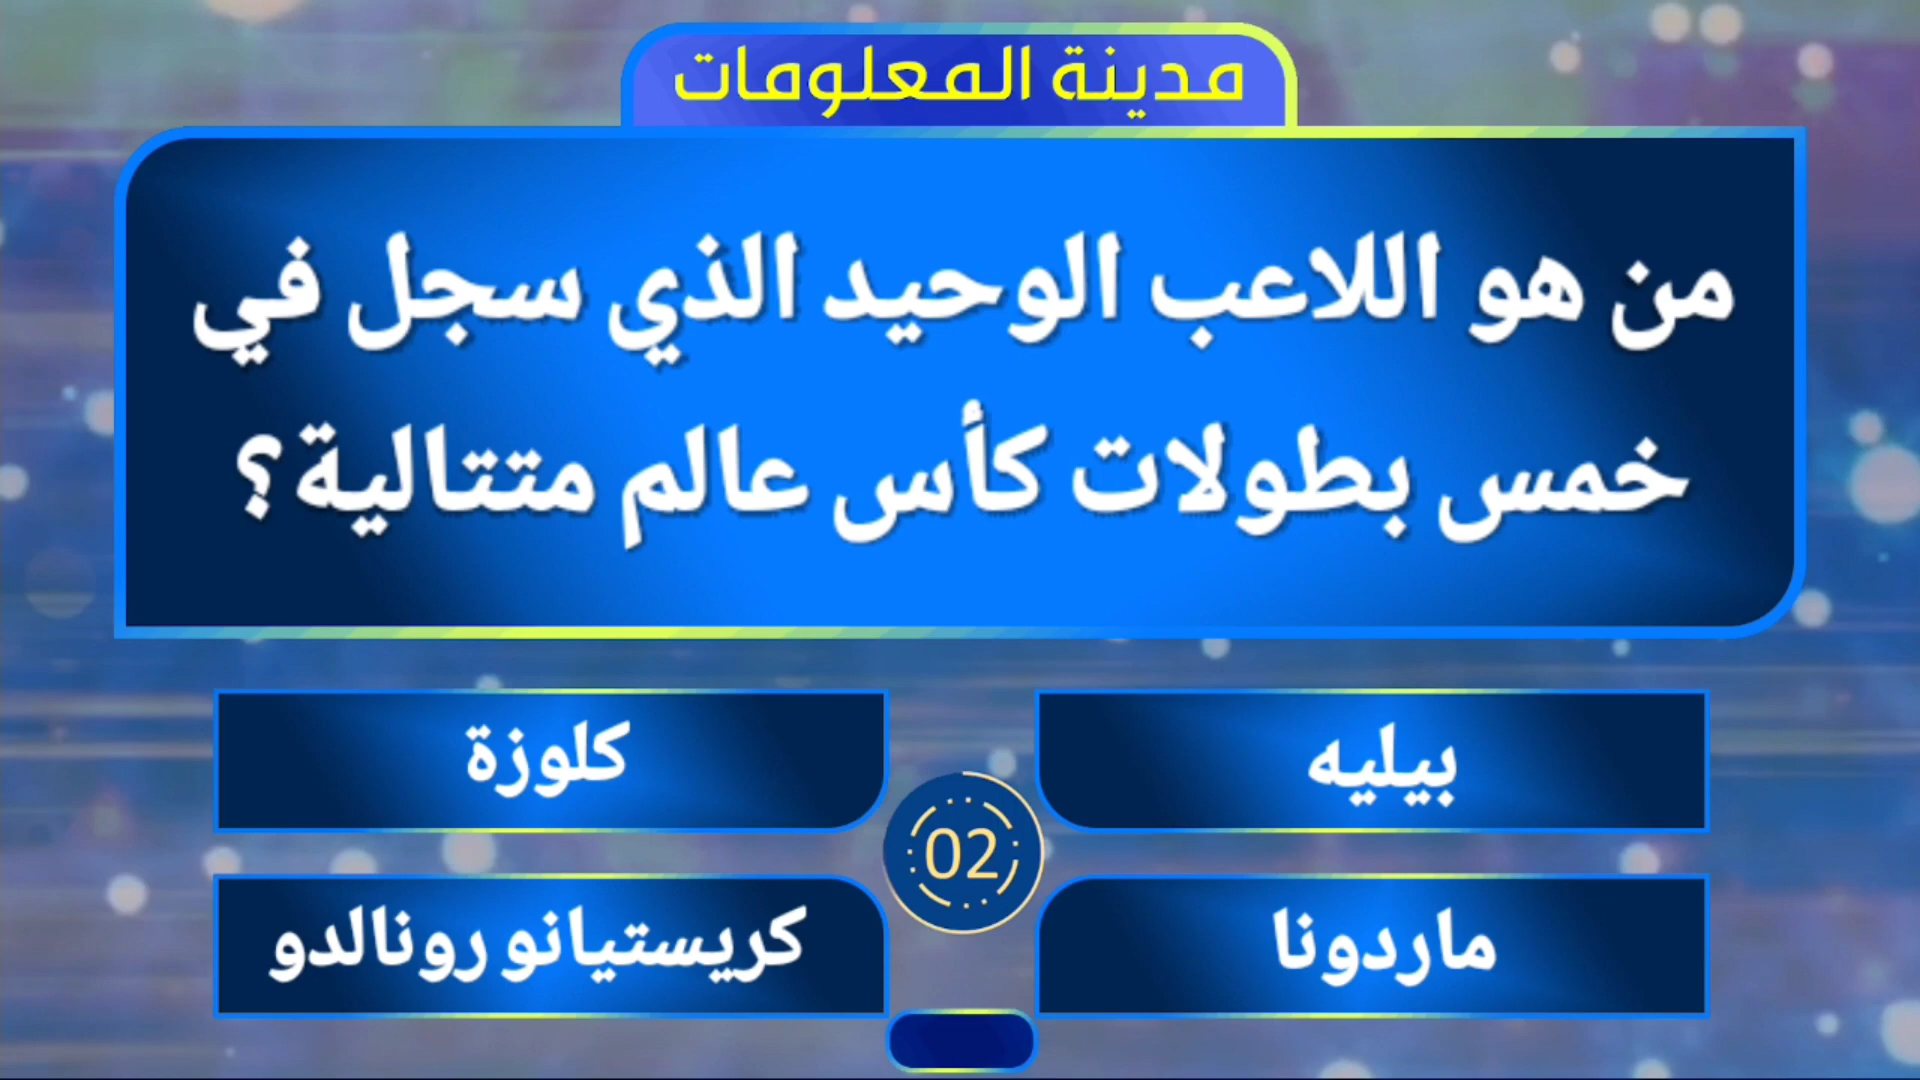 مدينة المعلومات
من هو اللاعب الوحيد الذي سجل في
خمس بطولات كأس عالم متتالية ؟
بيليه
كلوزة
02
ماردونا
كريستيانو رونالدو